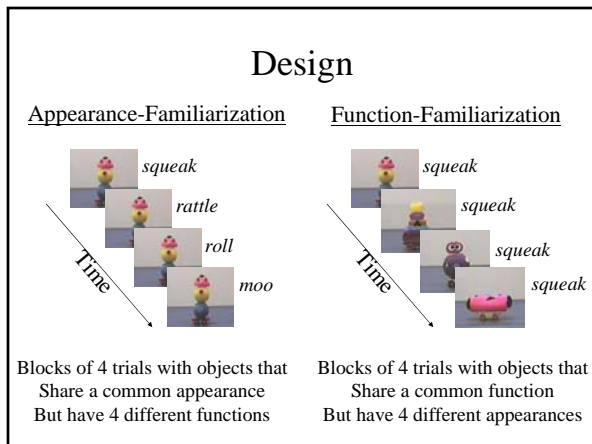 Design
Appearance-Familiarization
squeak
rattle
roll
moo
Time
Blocks of 4 trials with objects that
Share a common appearance
But have 4 different functions
Function-Familiarization
squeak
squeak
squeak
squeak
Time
Blocks of 4 trials with objects that
Share a common function
But have 4 different appearances